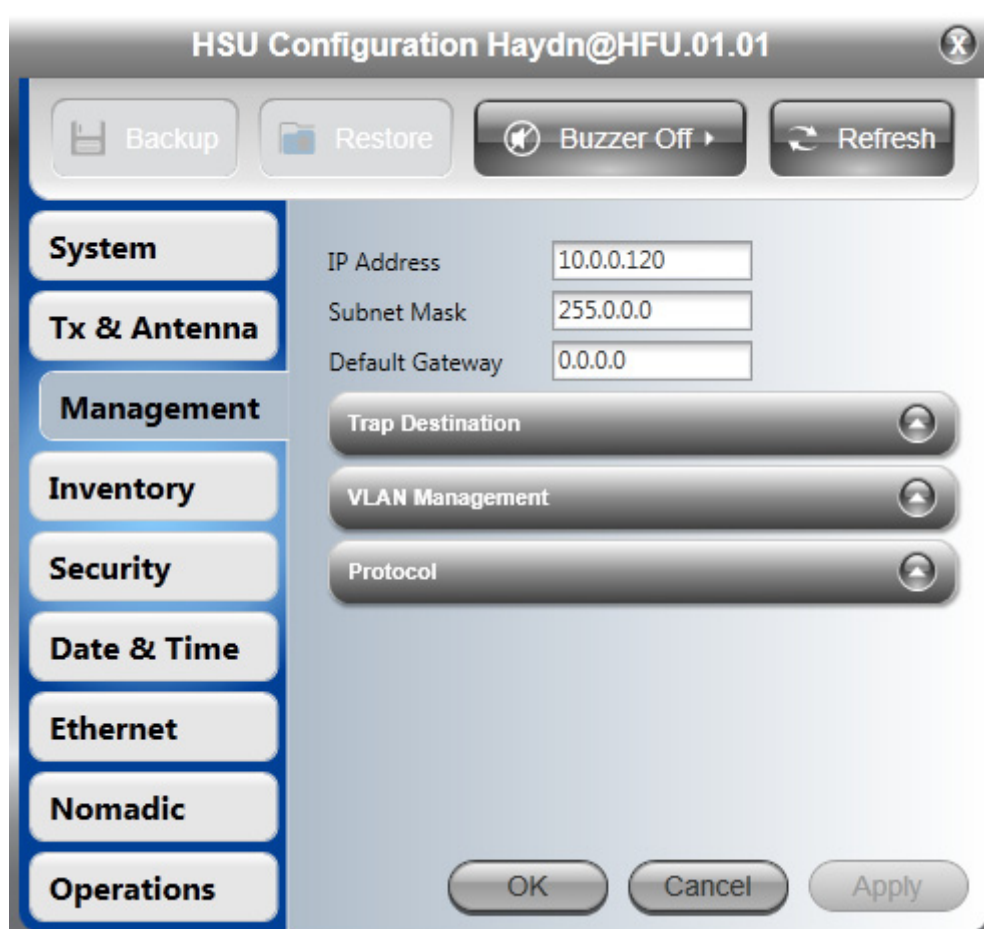 HSU Configuration Haydn@HFU.01.01
X
Backup
Restore
Buzzer Off
Refresh
System
Tx & Antenna
Management
Inventory
Security
Date & Time
Ethernet
Nomadic
Operations
IP Address 10.0.0.120
Subnet Mask 255.0.0.0
Default Gateway 0.0.0.0
Trap Destination
VLAN Management
Protocol
OK
Cancel
Apply